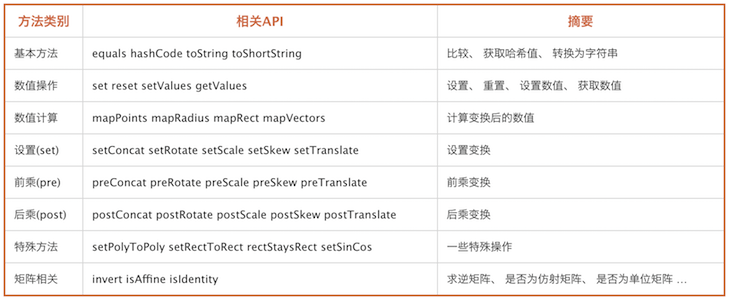 方法类别 相关API 摘要
基本方法 equals hashCode toString toShortString 比较、 获取哈希值、 转换为字符串
数值操作 set reset setValues getValues 设置、 重置、 设置数值、 获取数值
数值计算 mapPoints mapRadius mapRect mapVectors 计算变换后的数值
设置(set) setConcat setRotate setScale setSkew setTranslate 设置变换
前乘(pre) preConcat preRotate preScale preSkew preTranslate 前乘变换
后乘(post) postConcat postRotate postScale postSkew postTranslate 后乘变换
特殊方法 setPolyToPoly setRectToRect rectStaysRect setSinCos 一些特殊操作
矩阵相关 invert isAffine isIdentity 求逆矩阵、 是否为仿射矩阵、 是否为单位矩阵 ...